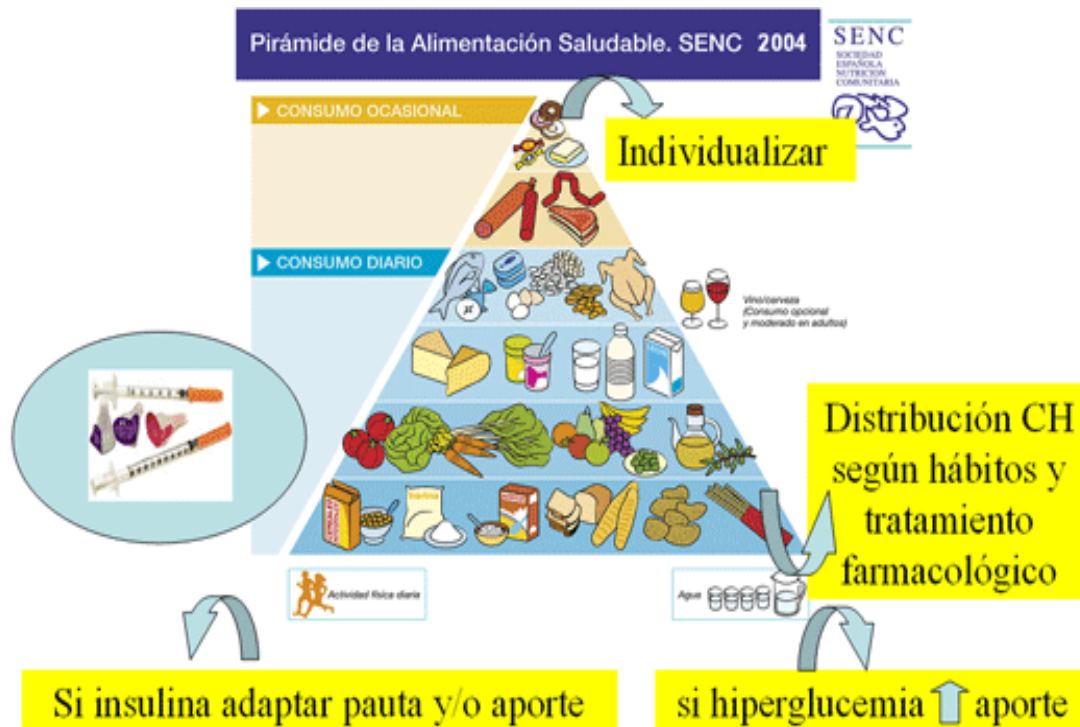 Pirámide de la Alimentación Saludable. SENC 2004
SENC
SOCIEDAD
ESPAÑOLA
NUTRICION
COMUNITARIA
CONSUMO OCASIONAL
Individualizar
CONSUMO DIARIO
Vino/cerveza
(Consumo opcional
y moderado en adultos)
Distribución CH
según hábitos y
tratamiento
farmacológico
Actividad física diaria
Agua
Si insulina adaptar pauta y/o aporte
si hiperglucemia aporte